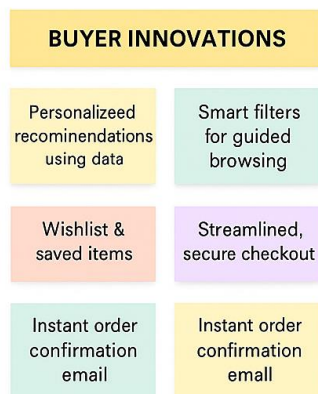 BUYER INNOVATIONS
Personalizeed
recominendations
using data
Smart filters
for guided
browsing
Wishlist &
saved items
Streamlined,
secure checkout
Instant order
confirmation
email
Instant order
confirmation
emall